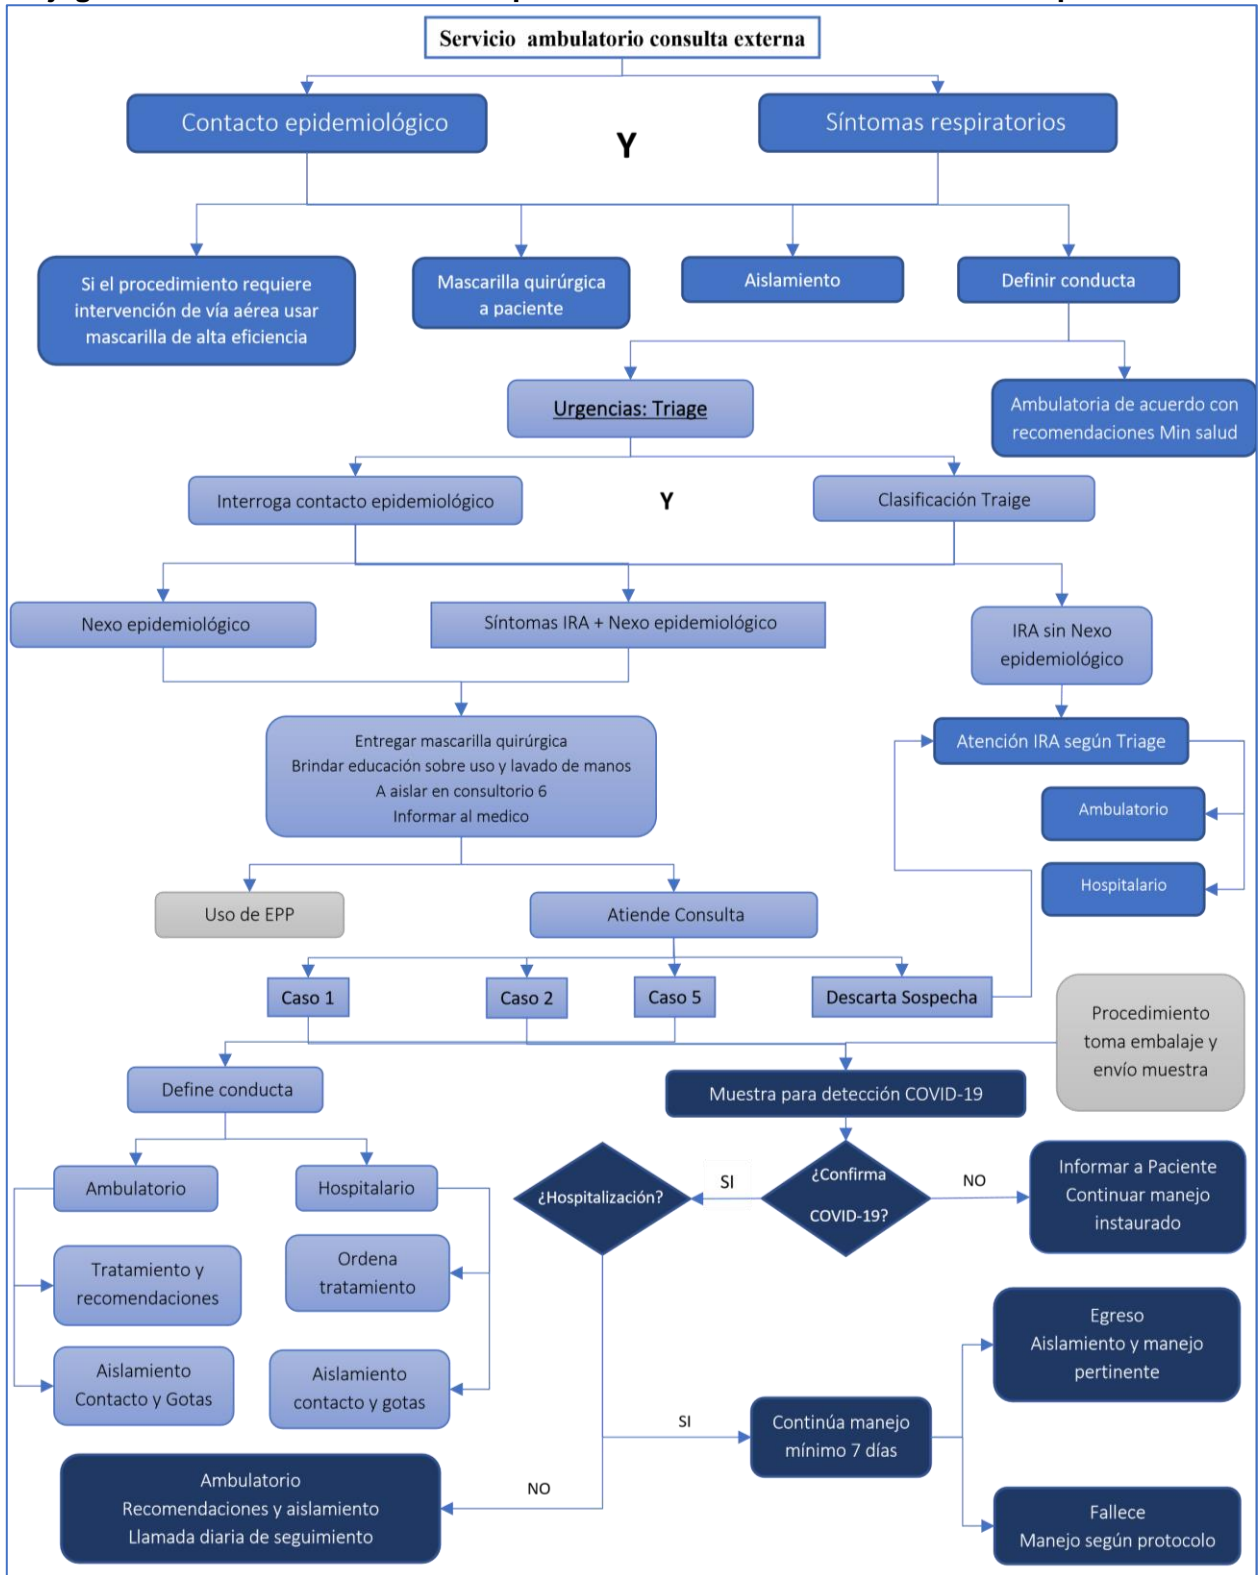 Servicio ambulatorio consulta externa
Contacto epidemiológico
Síntomas respiratorios
Y
Si el procedimiento requiere
intervención de vía aérea usar
mascarilla de alta eficiencia
Mascarilla quirúrgica
a paciente
Aislamiento
Definir conducta
Urgencias: Triage
Ambulatoria de acuerdo con
recomendaciones Min salud
Interroga contacto epidemiológico
Y
Clasificación Traige
Nexo epidemiológico
Síntomas IRA + Nexo epidemiológico
IRA sin Nexo
epidemiológico
Entregar mascarilla quirúrgica
Brindar educación sobre uso y lavado de manos
A aislar en consultorio 6
Informar al medico
Atención IRA según Triage
Ambulatorio
Hospitalario
Uso de EPP
Atiende Consulta
Caso 1
Caso 2
Caso 5
Descarta Sospecha
Procedimiento
toma embalaje y
envío muestra
Define conducta
Muestra para detección COVID-19
Ambulatorio
Hospitalario
¿Hospitalización?
SI
¿Confirma
COVID-19?
NO
Informar a Paciente
Continuar manejo
instaurado
Tratamiento y
recomendaciones
Ordena
tratamiento
Aislamiento
Contacto y Gotas
Aislamiento
contacto y gotas
Egreso
Aislamiento y manejo
pertinente
SI
Continúa manejo
mínimo 7 días
Ambulatorio
Recomendaciones y aislamiento
Llamada diaria de seguimiento
NO
Fallece
Manejo según protocolo